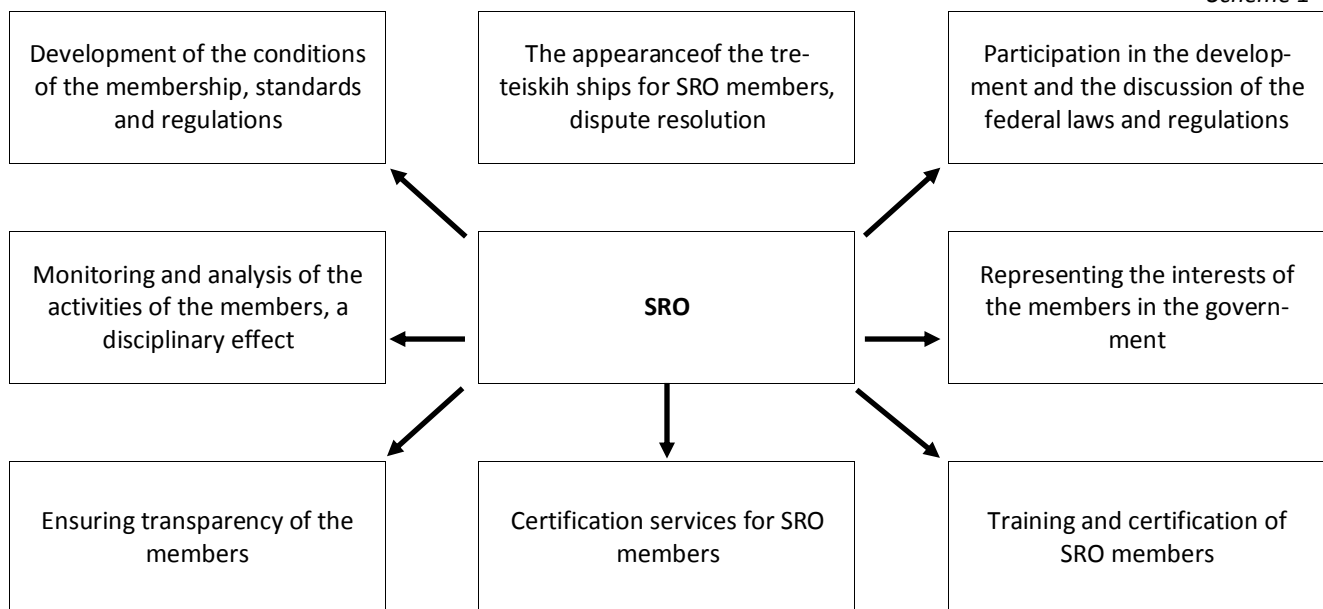 Scheme 1
Development of the conditions
of the membership, standards
and regulations
The appearanceof the tre-
teiskih ships for SRO members,
dispute resolution
Participation in the develop-
ment and the discussion of the
federal laws and regulations
Monitoring and analysis of the
activities of the members, a
disciplinary effect
SRO
Representing the interests of
the members in the govern-
ment
Ensuring transparency of the
members
Certification services for SRO
members
Training and certification of
SRO members